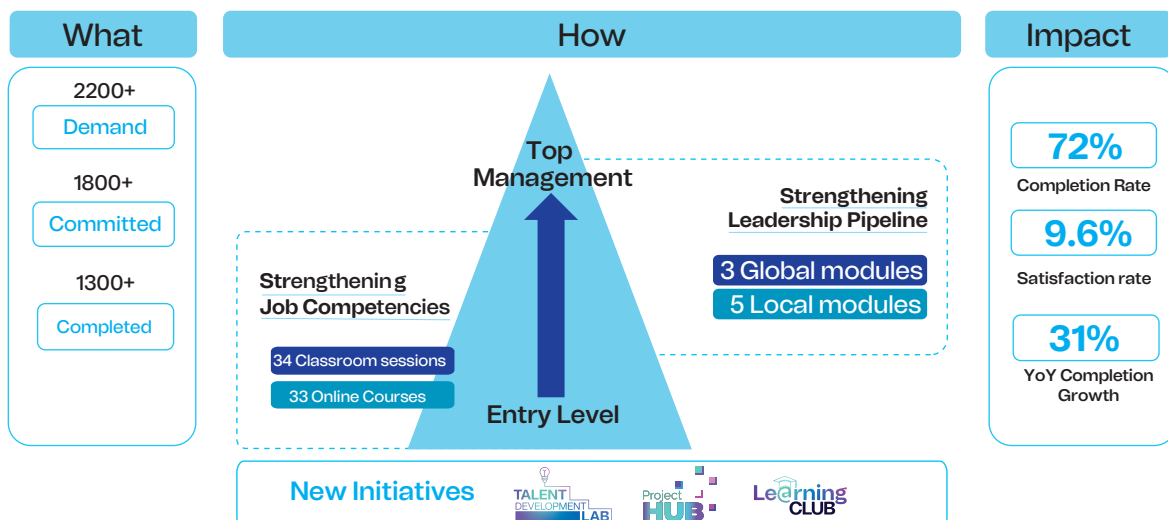 What
2200+
Demand
1800+
Committed
1300+
Completed
How
Top
Management
Entry Level
Strengthening
Job Competencies
34 Classroom sessions
33 Online Courses
Strengthening
Leadership Pipeline
3 Global modules
5 Local modules
Impact
72%
Completion Rate
9.6%
Satisfaction rate
31%
YoY Completion
Growth
New Initiatives
TALENT
DEVELOPMENT
LAB
Project
HUB
Learning
CLUB